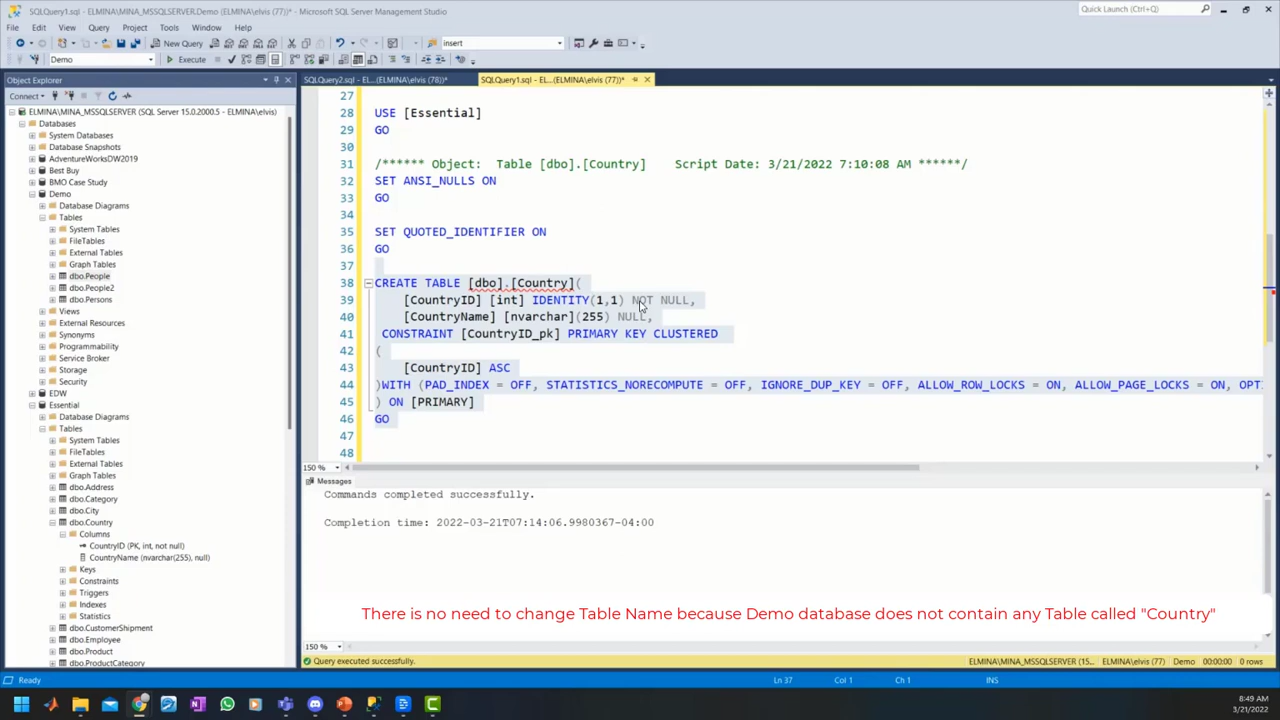 SQLQuery1.sql - ELMINA\MINA_MSSQLSERVER.Demo (ELMINA\elvis (77))* - Microsoft SQL Server Management Studio
Quick Launch (Ctrl+Q)
File Edit View Query Project Tools Window Help
New Query
insert
Demo
Execute
Object Explorer
Connect
ELMINA\MINA_MSSQLSERVER (SQL Server 15.0.2000.5 - ELMINA\elvis)
Databases
System Databases
Database Snapshots
AdventureWorksDW2019
Best Buy
BMO Case Study
Demo
Database Diagrams
Tables
System Tables
FileTables
External Tables
Graph Tables
dbo.People
dbo.People2
dbo.Persons
Views
External Resources
Synonyms
Programmability
Service Broker
Storage
Security
EDW
Essential
Database Diagrams
Tables
System Tables
FileTables
External Tables
Graph Tables
dbo.Address
dbo.Category
dbo.City
dbo.Country
Columns
CountryID (PK, int, not null)
CountryName (nvarchar(255), null)
Keys
Constraints
Triggers
Indexes
Statistics
dbo.CustomerShipment
dbo.Employee
dbo.Product
dbo.ProductCategory
SQLQuery2.sql - EL...(ELMINA\elvis (78))*
SQLQuery1.sql - EL...(ELMINA\elvis (77))*
27
28 USE [Essential]
29 GO
30
31 /****** Object: Table [dbo].[Country] Script Date: 3/21/2022 7:10:08 AM ******/
32 SET ANSI_NULLS ON
33 GO
34
35 SET QUOTED_IDENTIFIER ON
36 GO
37
38 CREATE TABLE [dbo].[Country](
39 [CountryID] [int] IDENTITY(1,1) NOT NULL,
40 [CountryName] [nvarchar](255) NULL,
41 CONSTRAINT [CountryID_pk] PRIMARY KEY CLUSTERED
42 (
43 [CountryID] ASC
44 )WITH (PAD_INDEX = OFF, STATISTICS_NORECOMPUTE = OFF, IGNORE_DUP_KEY = OFF, ALLOW_ROW_LOCKS = ON, ALLOW_PAGE_LOCKS = ON, OPTI
45 ) ON [PRIMARY]
46 GO
47
48
150 %
Messages
Commands completed successfully.
Completion time: 2022-03-21T07:14:06.9980367-04:00
There is no need to change Table Name because Demo Database does not contain any Table called "Country"
150 %
Query executed successfully.
ELMINA\MINA_MSSQLSERVER (15... ELMINA\elvis (77) Demo 00:00:00 0 rows
Ready
Ln 37 Col 1 Ch 1 INS
8:49 AM
3/21/2022